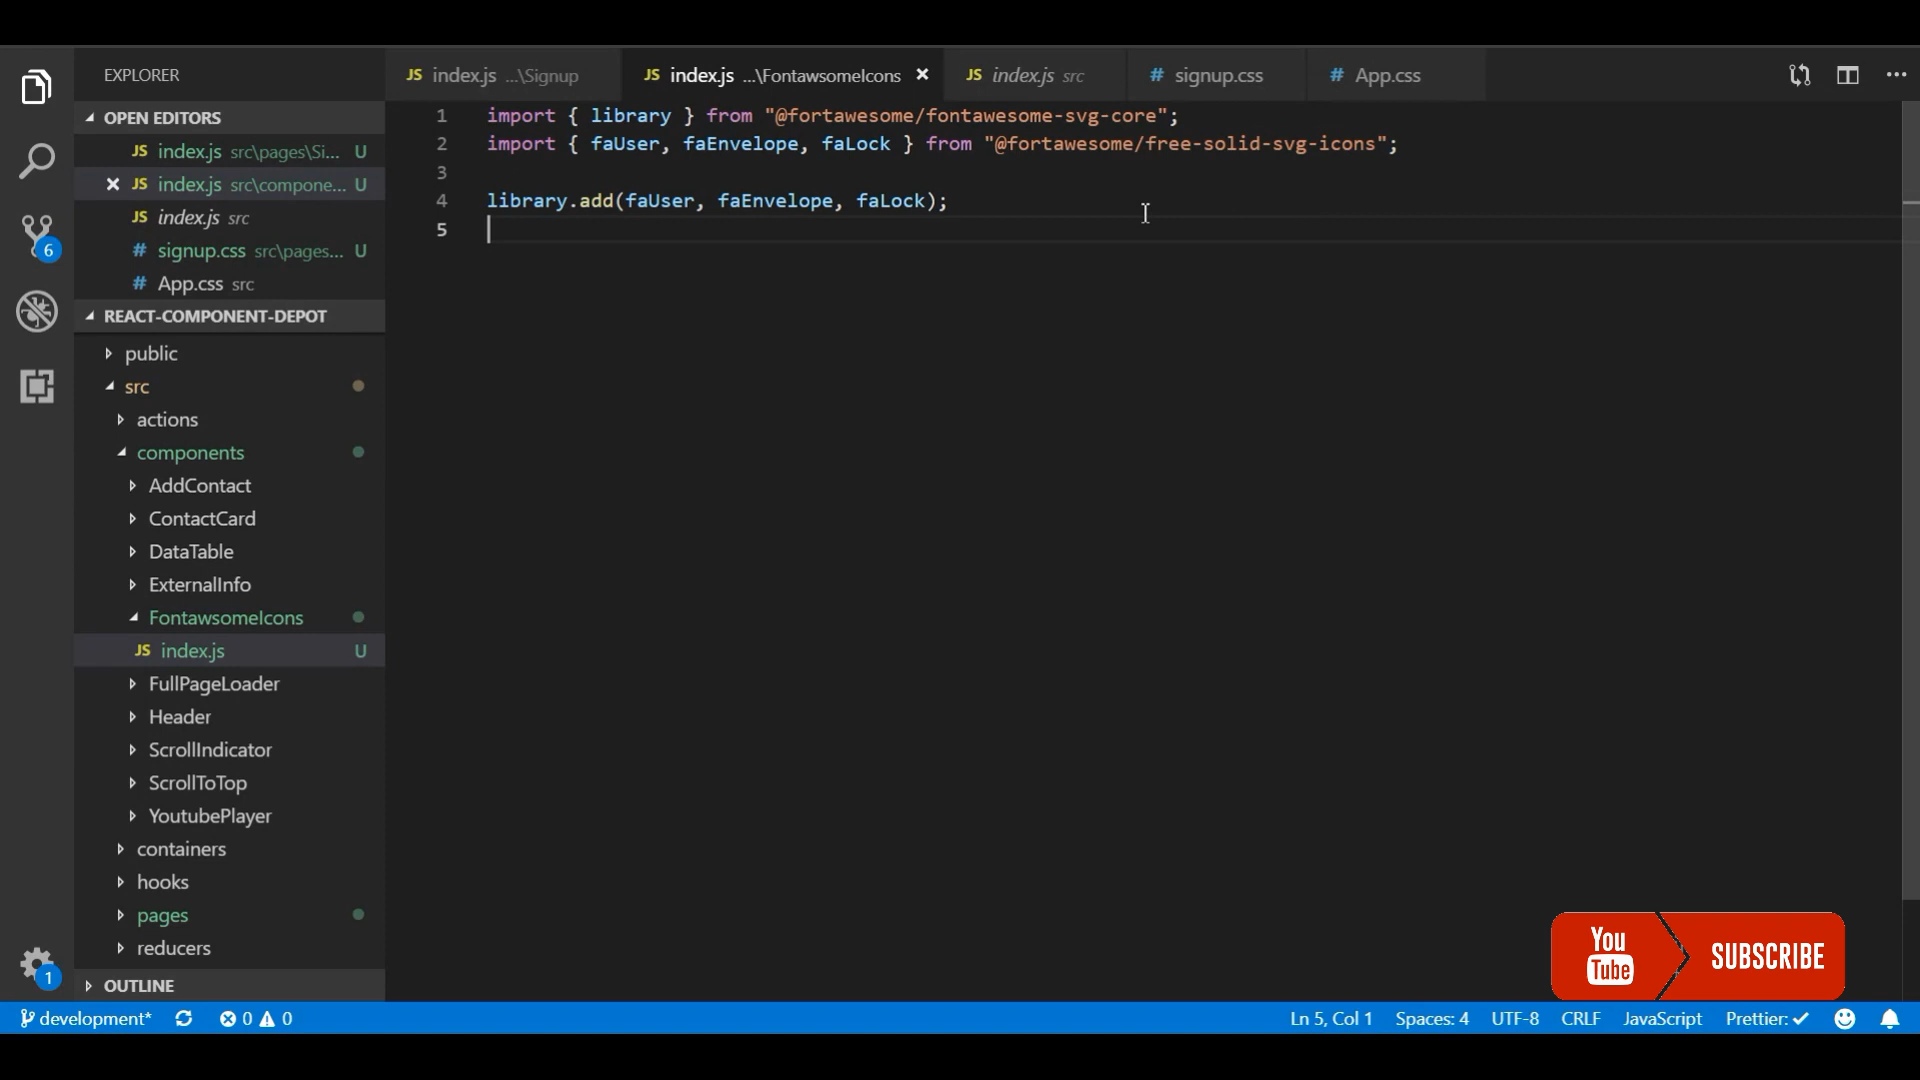 EXPLORER
OPEN EDITORS
JS index.js src\pages\Si... U
JS index.js src\compone... U
JS index.js src
# signup.css src\pages... U
# App.css src
REACT-COMPONENT-DEPOT
public
src
actions
components
AddContact
ContactCard
DataTable
ExternalInfo
FontawsomeIcons
JS index.js U
FullPageLoader
Header
ScrollIndicator
ScrollToTop
YoutubePlayer
containers
hooks
pages
reducers
OUTLINE
6
1
JS index.js ...\Signup
JS index.js ...\FontawsomeIcons
JS index.js src
# signup.css
# App.css
1 import { library } from "@fortawesome/fontawesome-svg-core";
2 import { faUser, faEnvelope, faLock } from "@fortawesome/free-solid-svg-icons";
3
4 library.add(faUser, faEnvelope, faLock);
5
You Tube SUBSCRIBE
development* 0 0 Ln 5, Col 1 Spaces: 4 UTF-8 CRLF JavaScript Prettier: ✓